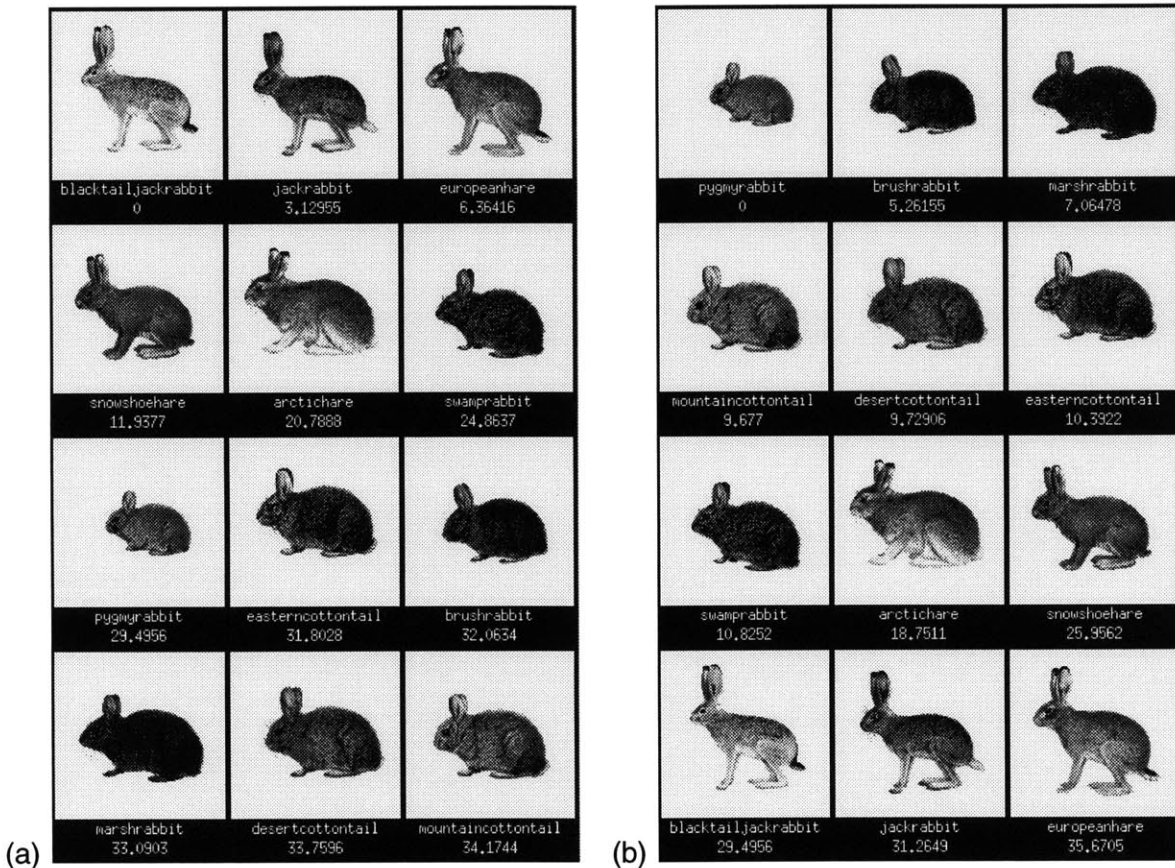 blacktailjackrabbit jackrabbit europeanhare
0 3.12955 6.36416
snowshoehare arctichare swamprabbit
11.9377 20.7888 24.8637
pygmyrabbit easterncottontail brushrabbit
29.4956 31.8028 32.0634
marshrabbit desertcottontail mountaincottontail
33.0903 33.7596 34.1744
(a)
pygmyrabbit brushrabbit marshrabbit
0 5.26155 7.06478
mountaincottontail desertcottontail easterncottontail
9.677 9.72906 10.3922
swamprabbit arctichare snowshoehare
10.8252 18.7511 25.9562
blacktailjackrabbit jackrabbit europeanhare
29.4956 31.2649 35.6705
(b)